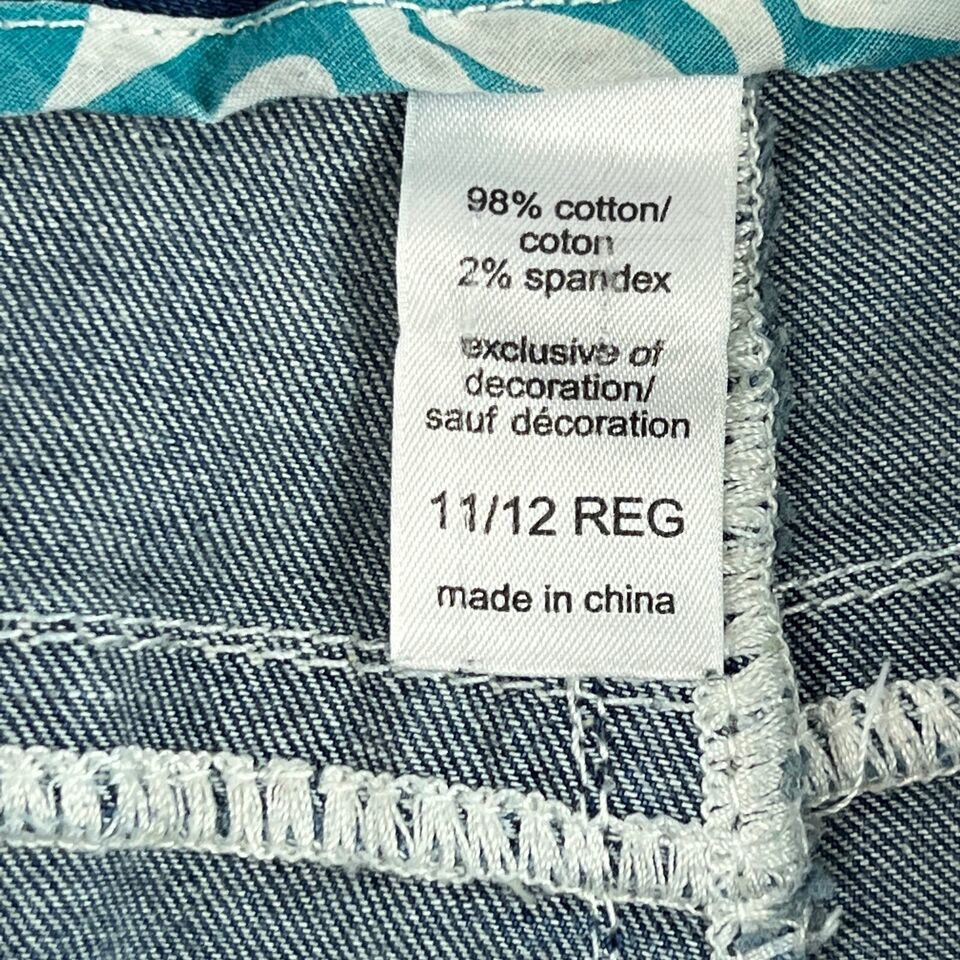 98% cotton/
coton
2% spandex
exclusive of
decoration/
sauf décoration
11/12 REG
made in china